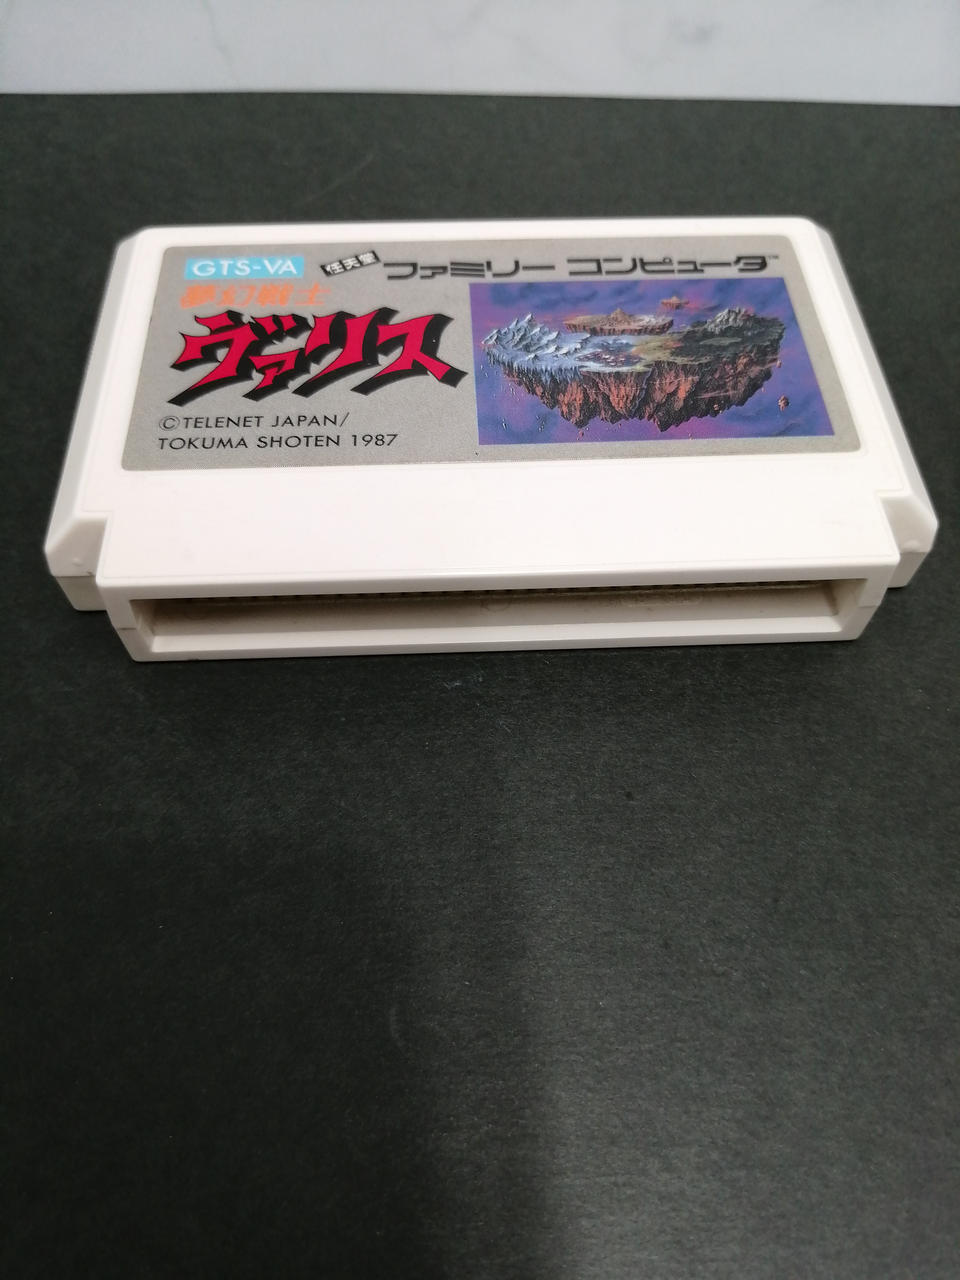 GTS-VA
任天堂 ファミリー コンピュータ™
夢幻戦士
ヴァリス
©TELENET JAPAN/
TOKUMA SHOTEN 1987